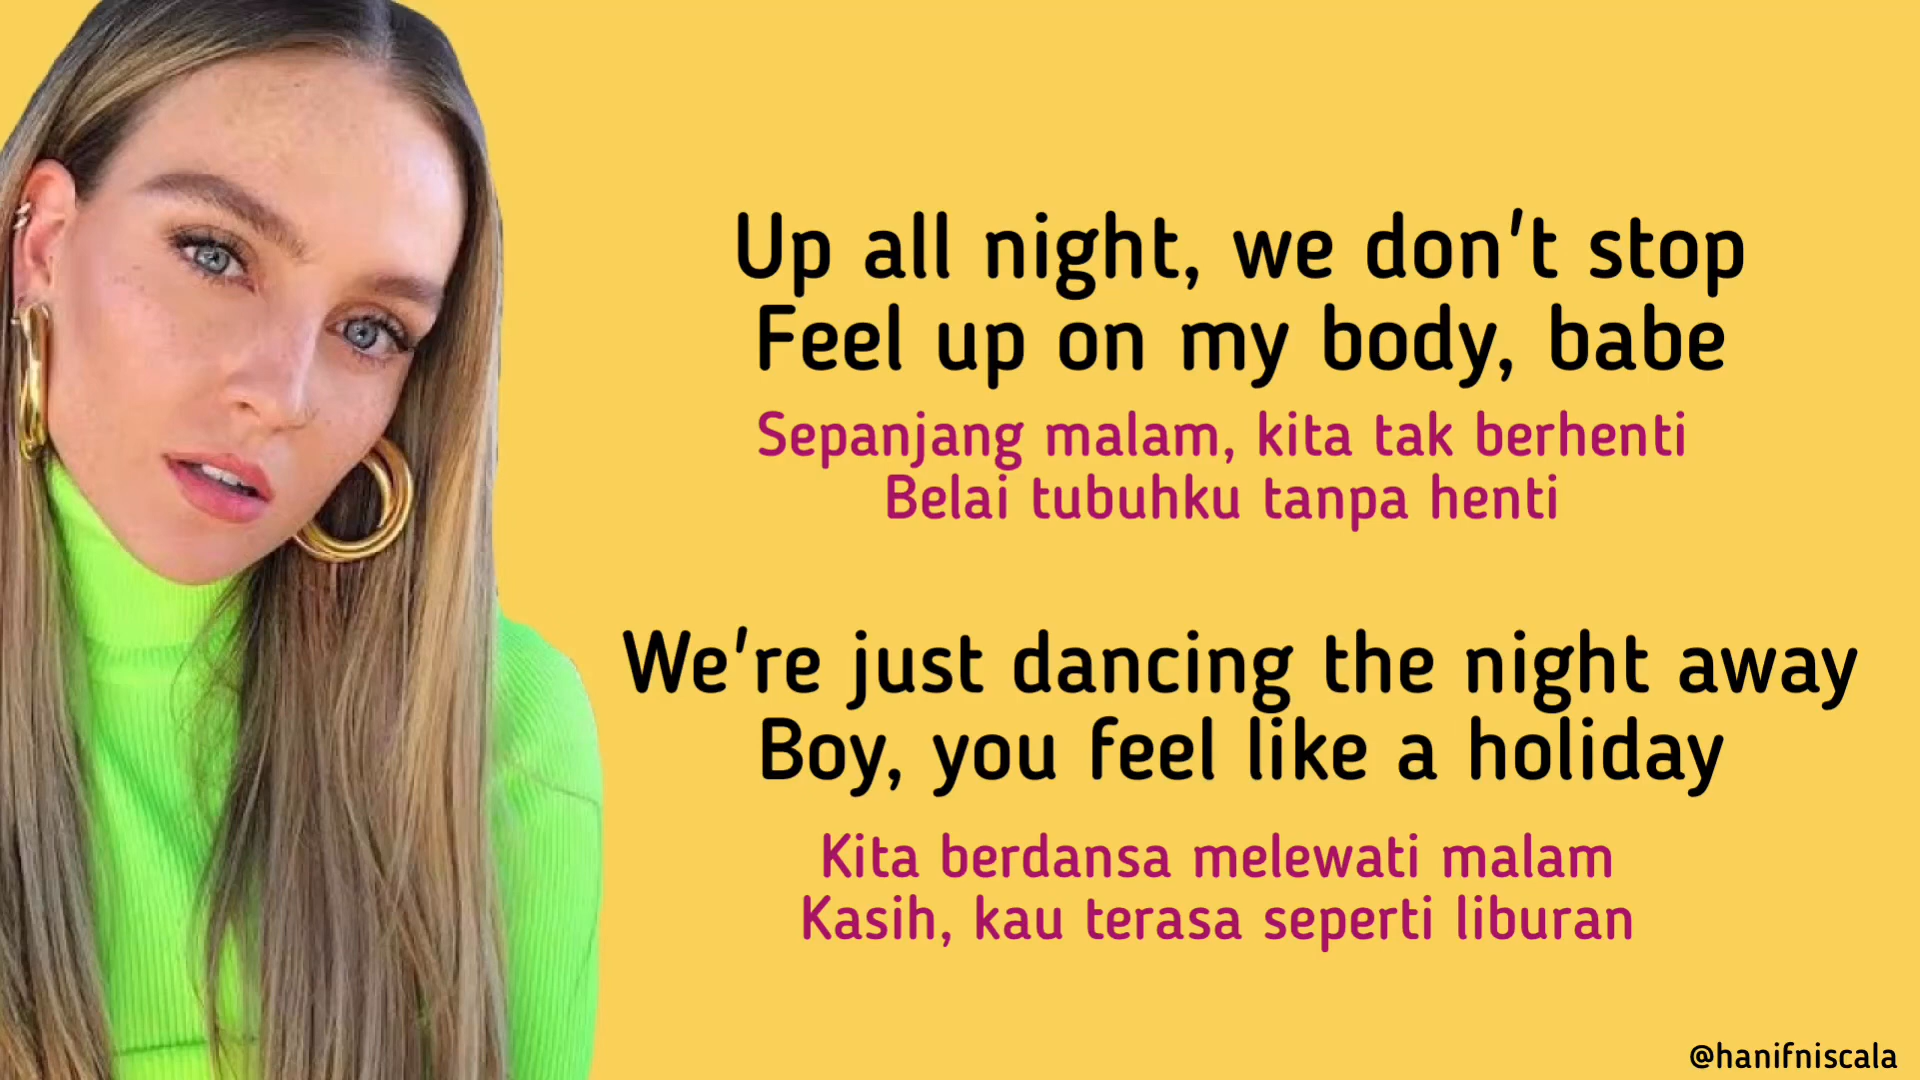 Up all night, we don't stop
Feel up on my body, babe
Sepanjang malam, kita tak berhenti
Belai tubuhku tanpa henti
We're just dancing the night away
Boy, you feel like a holiday
Kita berdansa melewati malam
Kasih, kau terasa seperti liburan
@hanifniscala